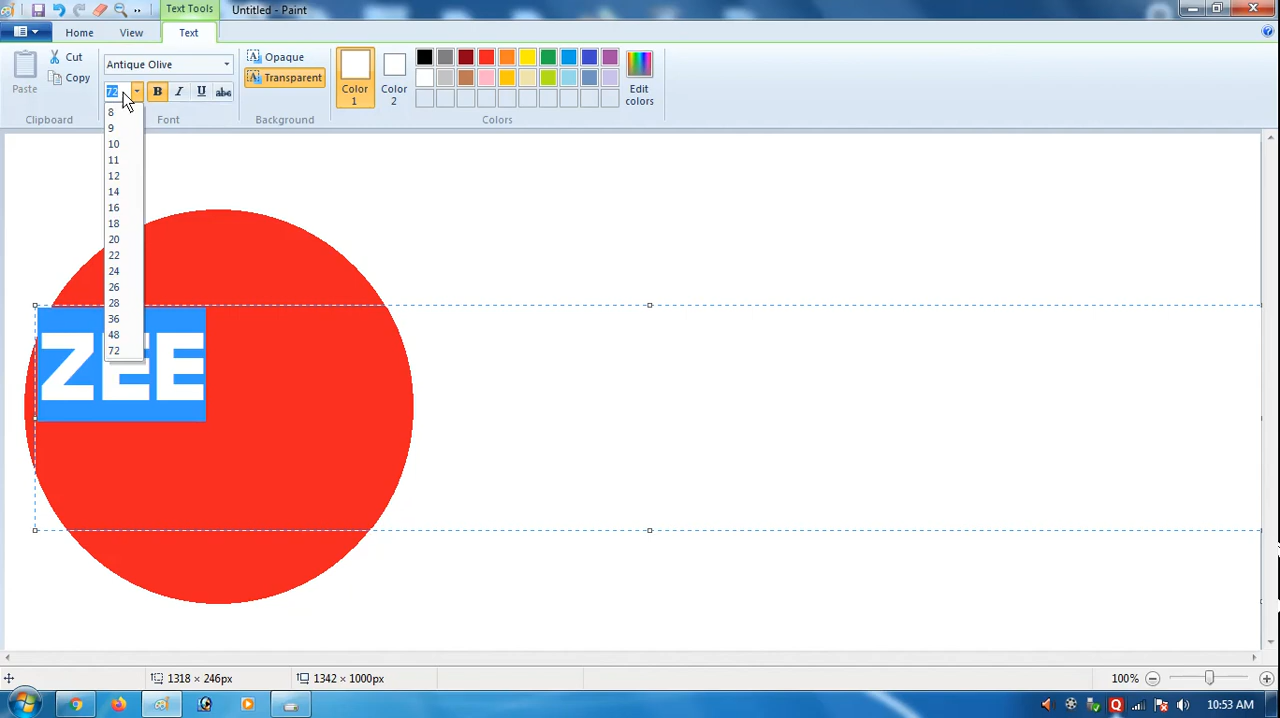 Text Tools
Untitled - Paint
Home
View
Text
Paste
Cut
Copy
Clipboard
Antique Olive
72
B I U abc
Font
Opaque
Transparent
Background
Color 1
Color 2
Edit colors
Colors
8
9
10
11
12
14
16
18
20
22
24
26
28
36
48
72
ZEE
1318 × 246px
1342 × 1000px
100%
10:53 AM